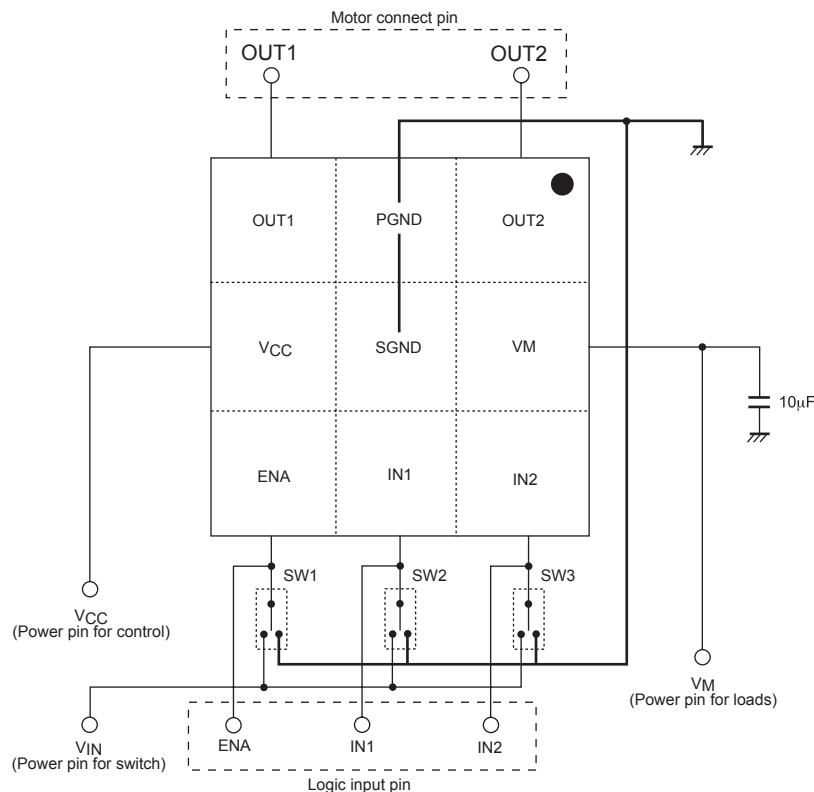 Motor connect pin
OUT1 OUT2
OUT1 PGND OUT2
VCC SGND VM
10µF
ENA IN1 IN2
SW1 SW2 SW3
VCC
(Power pin for control)
VM
(Power pin for loads)
VIN
(Power pin for switch)
ENA IN1 IN2
Logic input pin